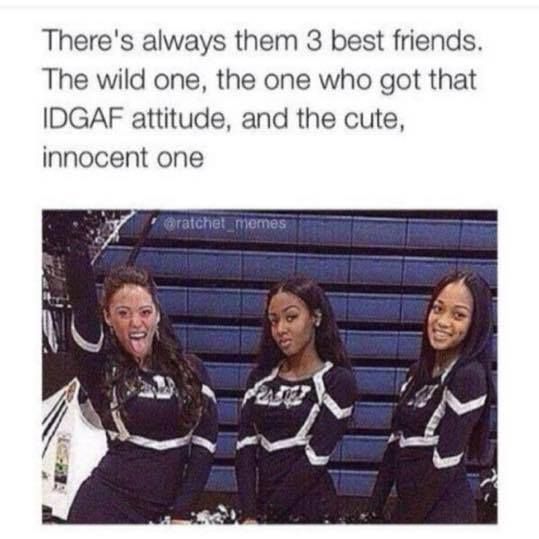 There's always them 3 best friends.
The wild one, the one who got that
IDGAF attitude, and the cute,
innocent one
@ratchet_memes